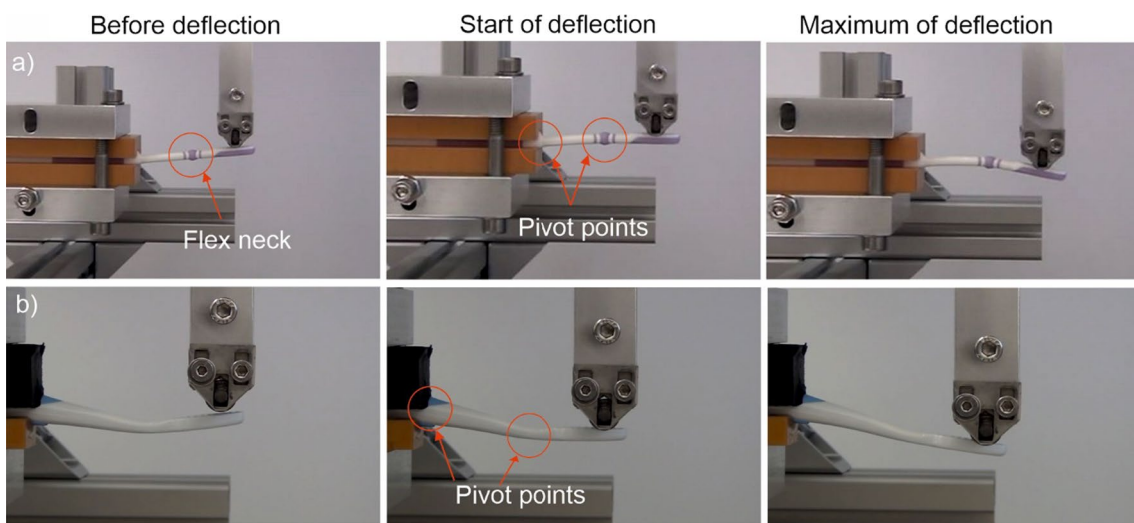 Before deflection
Start of deflection
Maximum of deflection
a)
Flex neck
Pivot points
b)
Pivot points